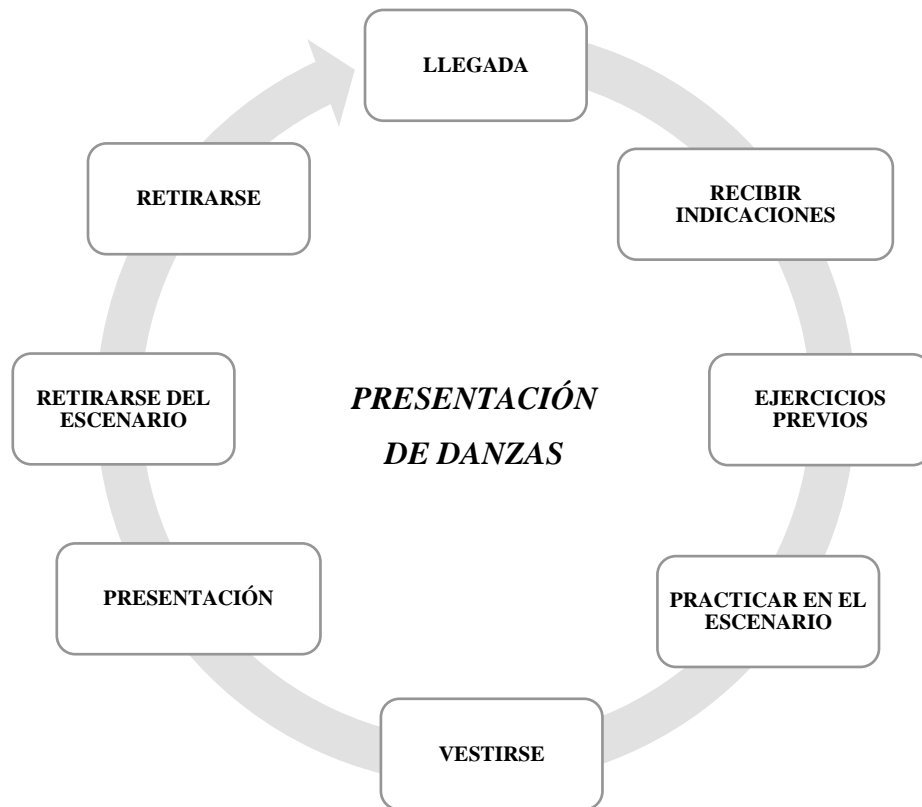 LLEGADA
RECIBIR
INDICACIONES
EJERCICIOS
PREVIOS
PRACTICAR EN EL
ESCENARIO
VESTIRSE
PRESENTACIÓN
RETIRARSE DEL
ESCENARIO
RETIRARSE
PRESENTACIÓN
DE DANZAS